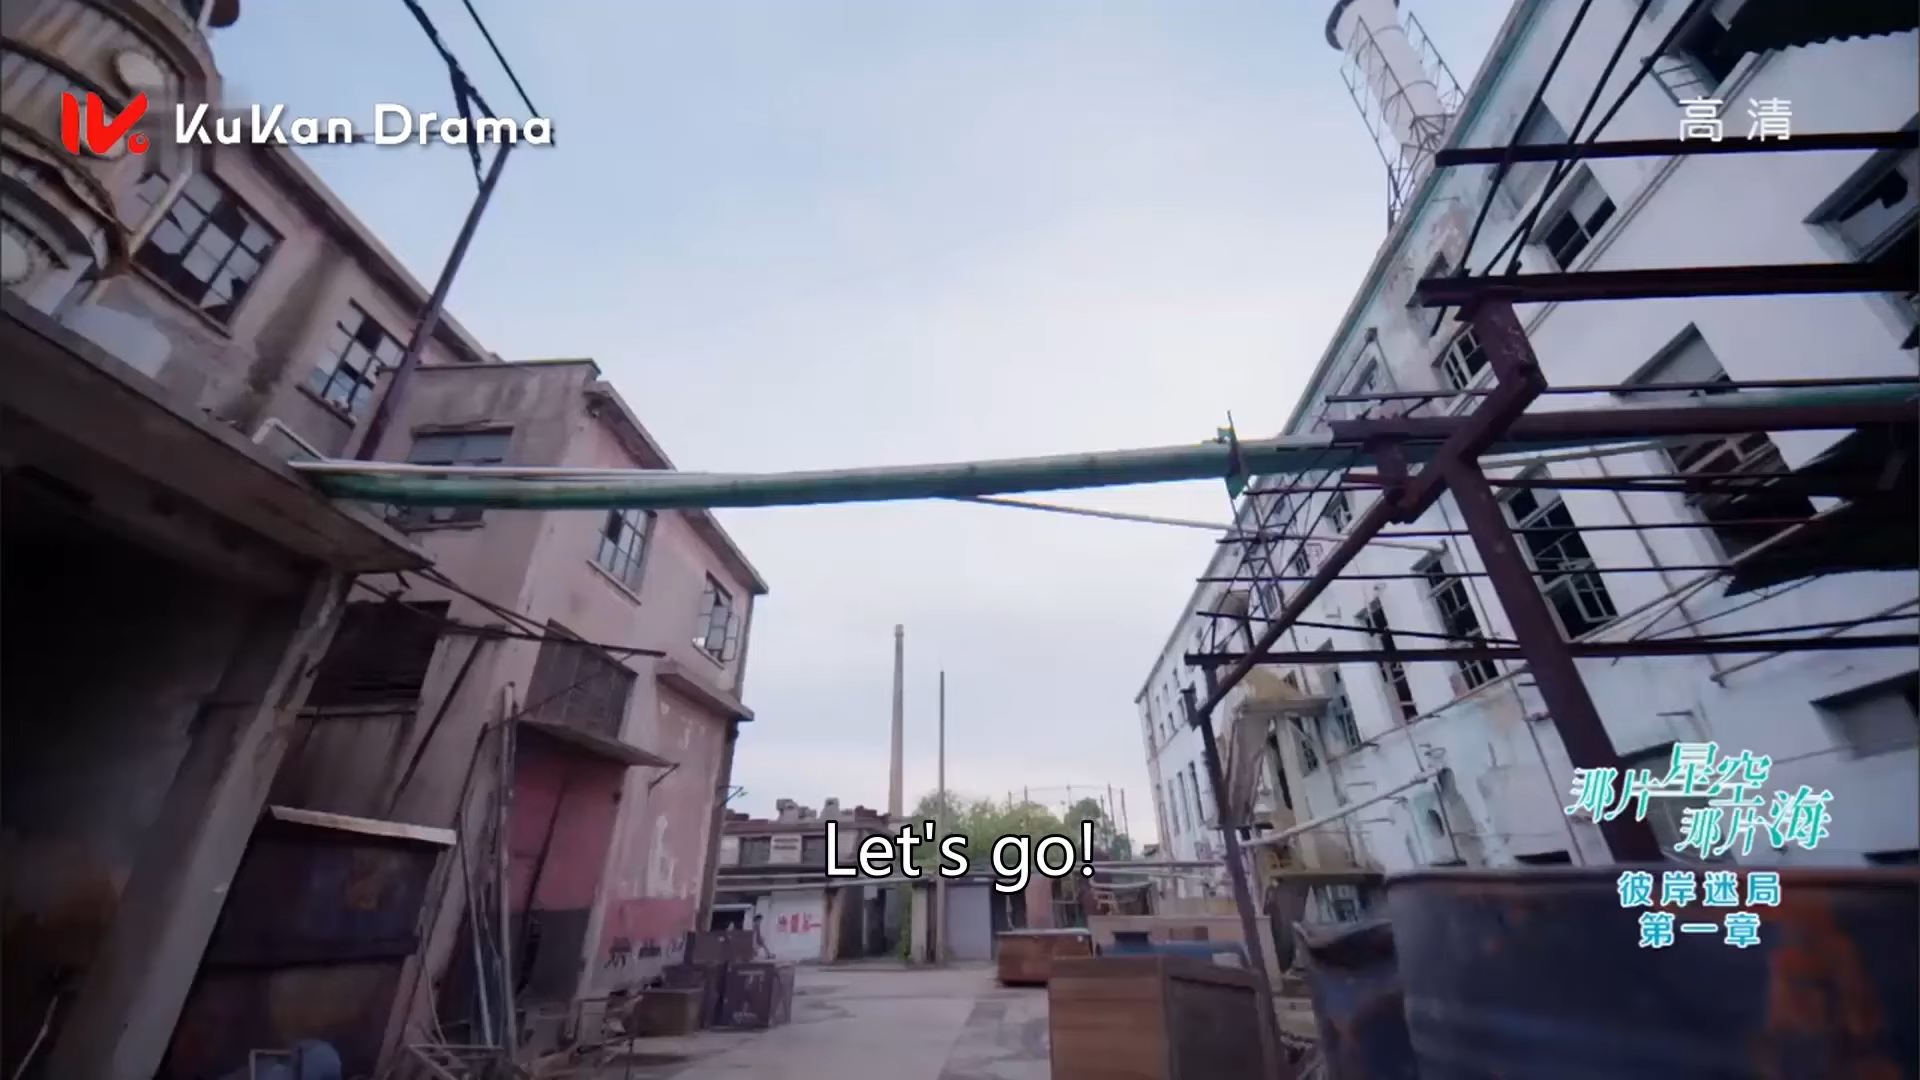 KuKan Drama
高清
Let's go!
那片星空
那片海
彼岸迷局
第一章